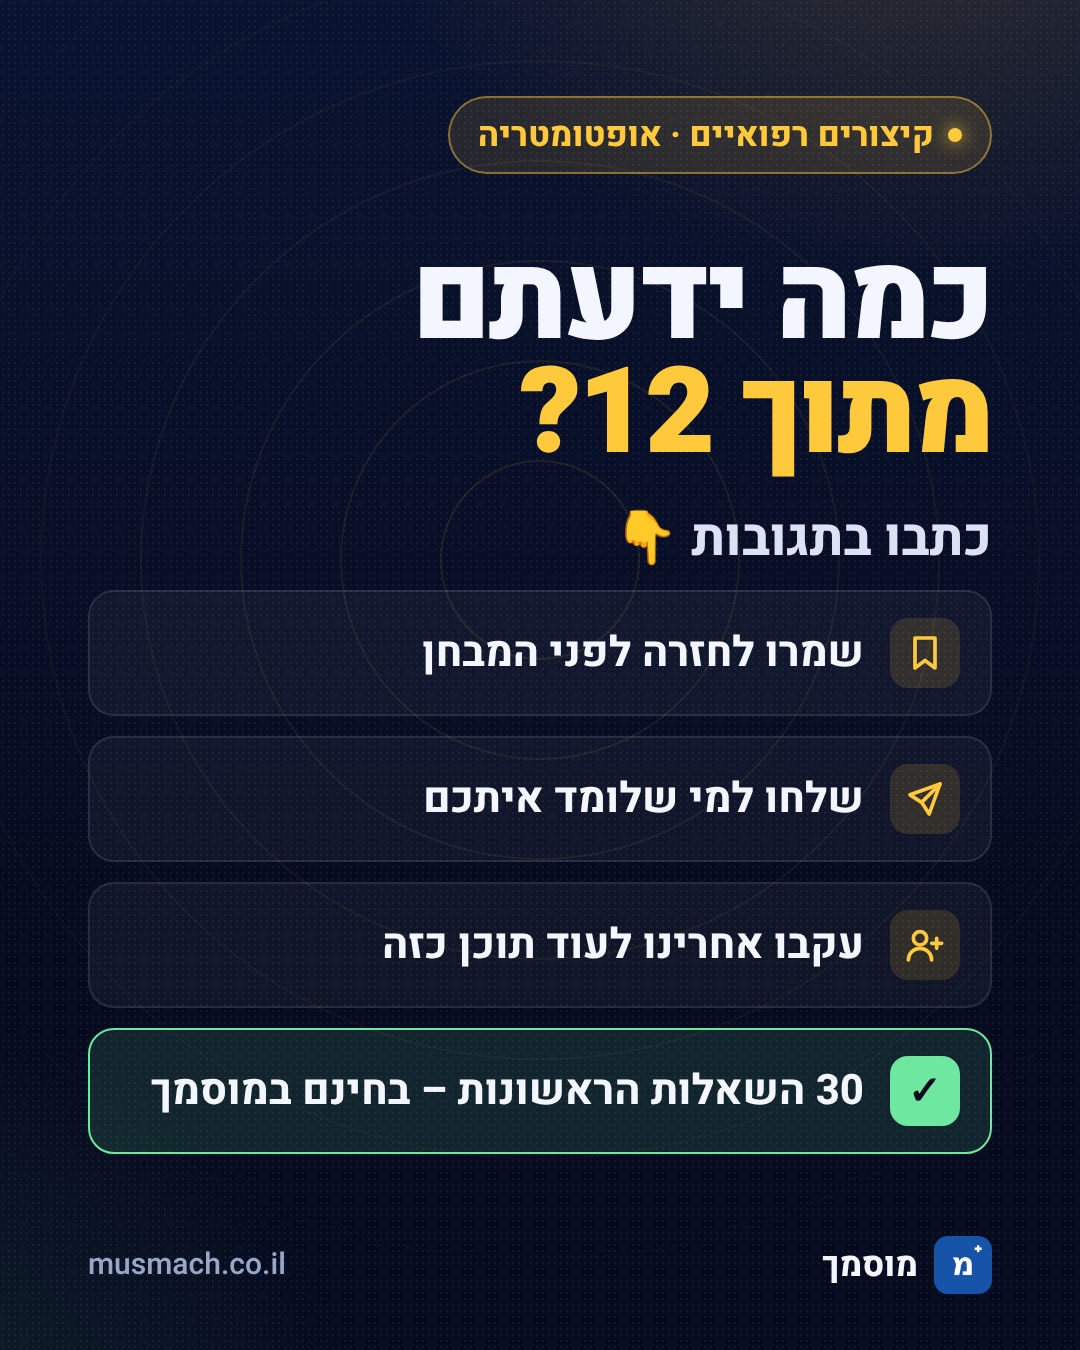 קיצורים רפואיים · אופטומטריה
כמה ידעתם
מתוך 12?
כתבו בתגובות 👇
שמרו לחזרה לפני המבחן
שלחו למי שלומד איתכם
עקבו אחרינו לעוד תוכן כזה
✓ 30 השאלות הראשונות – בחינם במוסמך
מ+ מוסמך
musmach.co.il